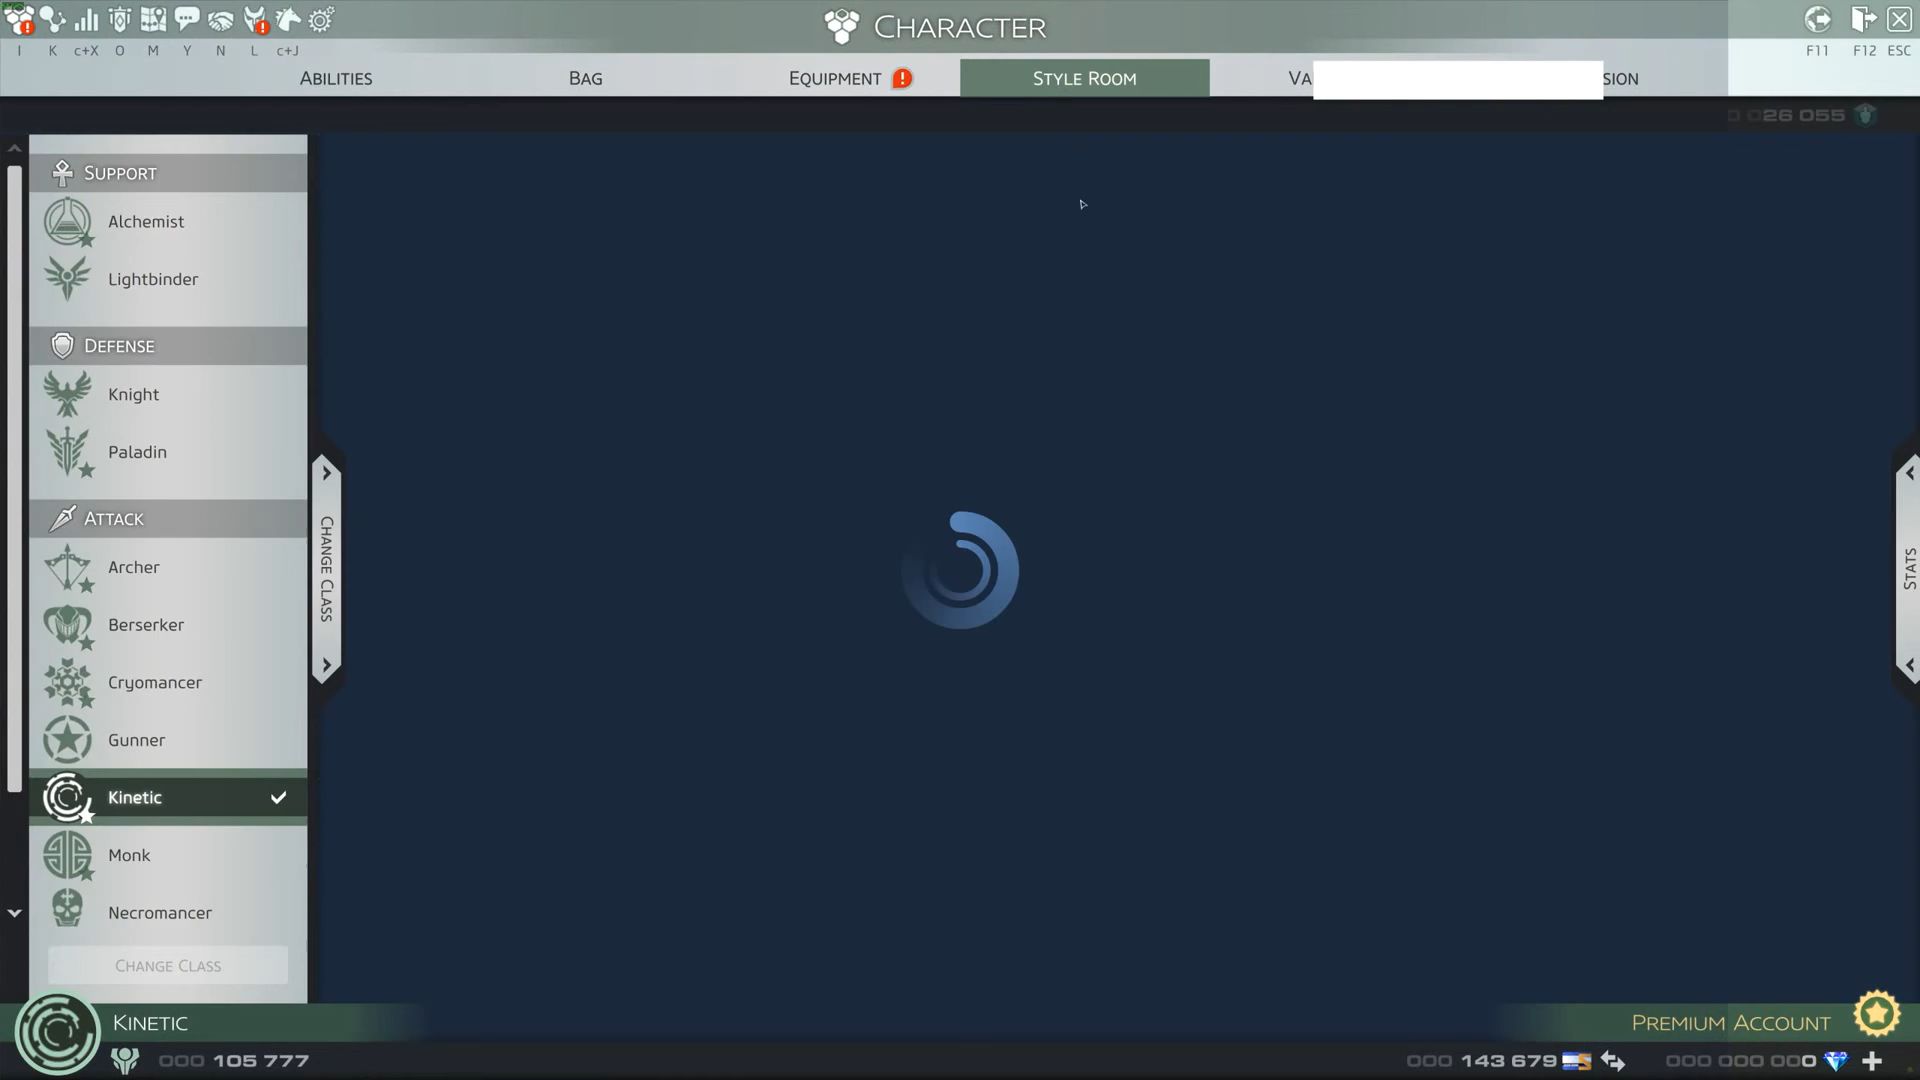 CHARACTER
I K c+X O M Y N L c+J
F11 F12 ESC
ABILITIES BAG EQUIPMENT STYLE ROOM VA SION
026 055
SUPPORT
Alchemist
Lightbinder
DEFENSE
Knight
Paladin
ATTACK
Archer
Berserker
Cryomancer
Gunner
Kinetic
Monk
Necromancer
CHANGE CLASS
CHANGE CLASS
STATS
KINETIC
PREMIUM ACCOUNT
000 105 777
000 143 679
000 000 000